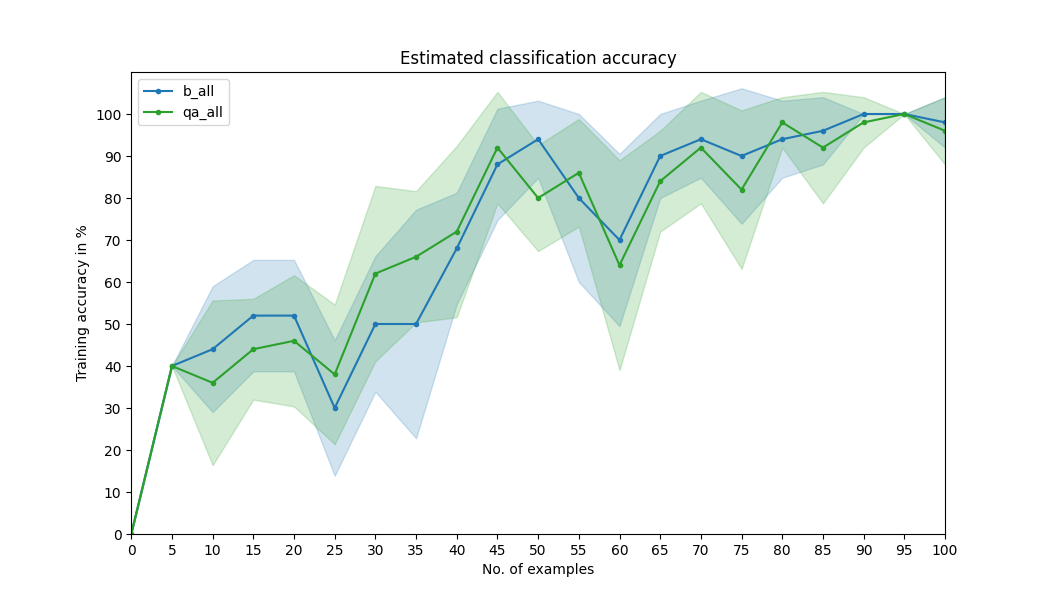 Estimated classification accuracy
b_all
qa_all
Training accuracy in %
100
90
80
70
60
50
40
30
20
10
0
0 5 10 15 20 25 30 35 40 45 50 55 60 65 70 75 80 85 90 95 100
No. of examples